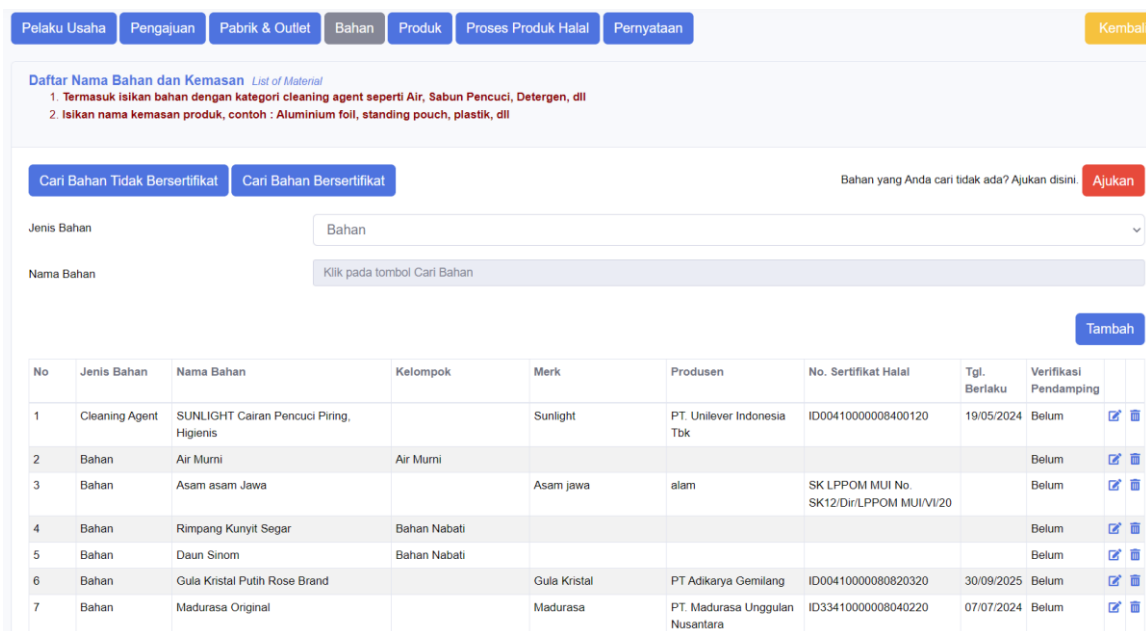 Pelaku Usaha Pengajuan Pabrik & Outlet Bahan Produk Proses Produk Halal Pernyataan Kembal
Daftar Nama Bahan dan Kemasan List of Material
1. Termasuk isikan bahan dengan kategori cleaning agent seperti Air, Sabun Pencuci, Detergen, dll
2. Isikan nama kemasan produk, contoh : Aluminium foil, standing pouch, plastik, dll
Cari Bahan Tidak Bersertifikat Cari Bahan Bersertifikat Bahan yang Anda cari tidak ada? Ajukan disini. Ajukan
Jenis Bahan Bahan
Nama Bahan Klik pada tombol Cari Bahan
Tambah
No Jenis Bahan Nama Bahan Kelompok Merk Produsen No. Sertifikat Halal Tgl. Verifikasi
Berlaku Pendamping
1 Cleaning Agent SUNLIGHT Cairan Pencuci Piring, Sunlight PT. Unilever Indonesia ID00410000008400120 19/05/2024 Belum
Higienis Tbk
2 Bahan Air Murni Air Murni Belum
3 Bahan Asam asam Jawa Asam jawa alam SK LPPOM MUI No. Belum
SK12/Dir/LPPOM MUI/VI/20
4 Bahan Rimpang Kunyit Segar Bahan Nabati Belum
5 Bahan Daun Sinom Bahan Nabati Belum
6 Bahan Gula Kristal Putih Rose Brand Gula Kristal PT Adikarya Gemilang ID00410000080820320 30/09/2025 Belum
7 Bahan Madurasa Original Madurasa PT. Madurasa Unggulan ID33410000008040220 07/07/2024 Belum
Nusantara